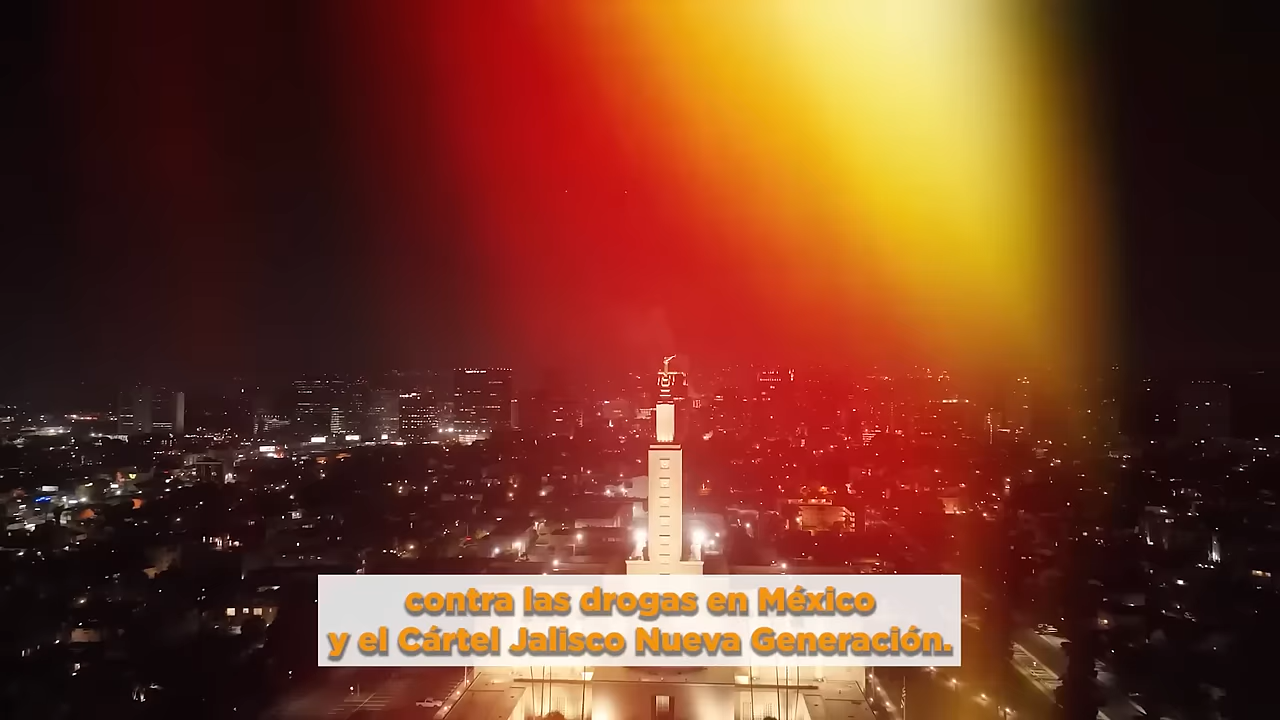 contra las drogas en México
y el Cártel Jalisco Nueva Generación.